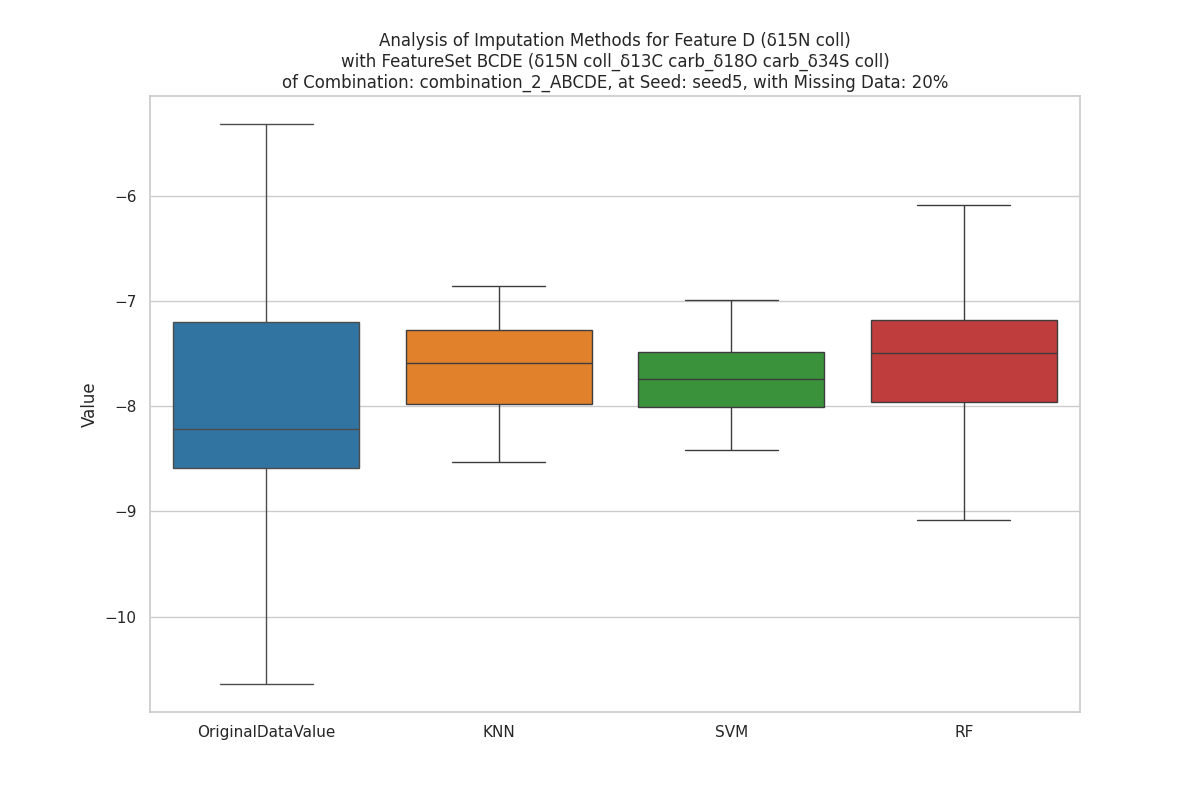 Analysis of Imputation Methods for Feature D (δ15N coll)
with FeatureSet BCDE (δ15N coll_δ13C carb_δ18O carb_δ34S coll)
of Combination: combination_2_ABCDE, at Seed: seed5, with Missing Data: 20%
Value
−6
−7
−8
−9
−10
OriginalDataValue
KNN
SVM
RF